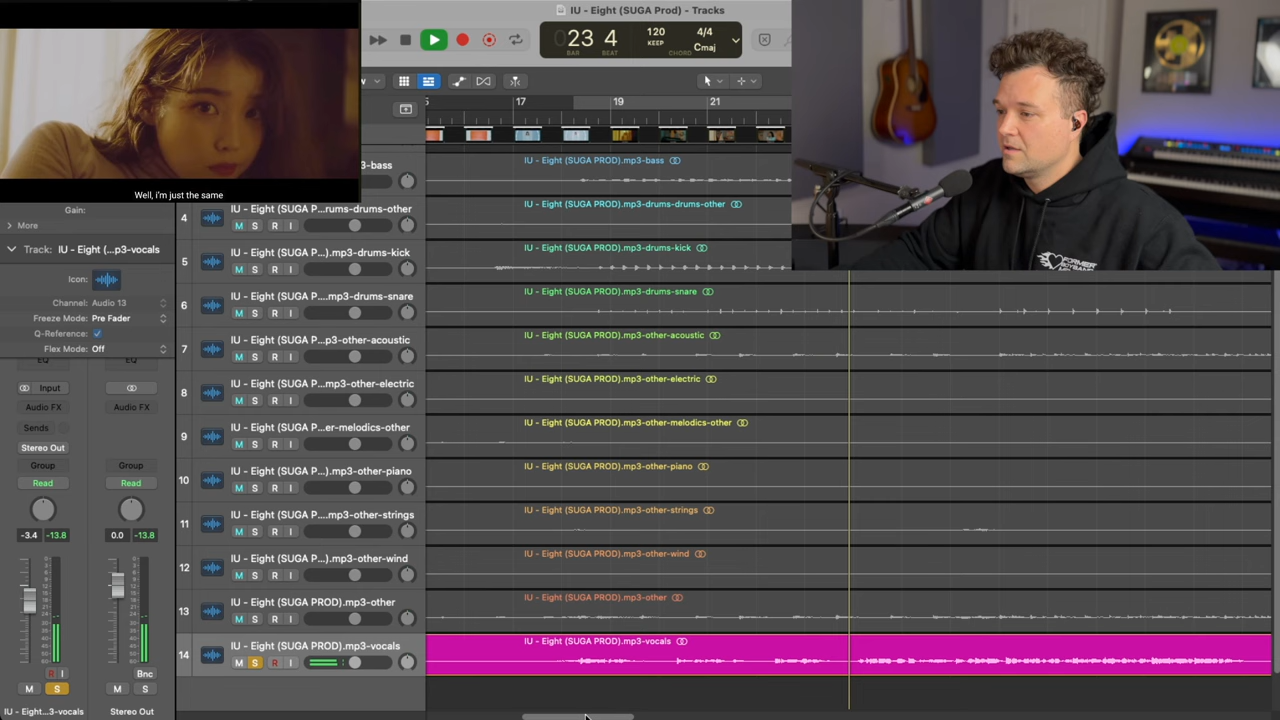 IU - Eight (SUGA Prod) - Tracks
23 4
BAR BEAT
120
KEEP
CHORD
4/4
Cmaj
17 19 21
Well, i'm just the same
Gain:
More
Track: IU - Eight (...p3-vocals
Icon:
Channel: Audio 13
Freeze Mode: Pre Fader
Q-Reference:
Flex Mode: Off
EQ EQ
Input
Audio FX Audio FX
Sends
Stereo Out
Group Group
Read Read
-3.4 -13.8 0.0 -13.8
R I Bnc
M S M S
IU - Eight...3-vocals Stereo Out
3-bass
IU - Eight (SUGA PROD).mp3-bass
4 IU - Eight (SUGA P...rums-drums-other
M S R I
IU - Eight (SUGA PROD).mp3-drums-drums-other
5 IU - Eight (SUGA P...).mp3-drums-kick
M S R I
IU - Eight (SUGA PROD).mp3-drums-kick
6 IU - Eight (SUGA P....mp3-drums-snare
M S R I
IU - Eight (SUGA PROD).mp3-drums-snare
7 IU - Eight (SUGA P...p3-other-acoustic
M S R I
IU - Eight (SUGA PROD).mp3-other-acoustic
8 IU - Eight (SUGA P...mp3-other-electric
M S R I
IU - Eight (SUGA PROD).mp3-other-electric
9 IU - Eight (SUGA P...er-melodics-other
M S R I
IU - Eight (SUGA PROD).mp3-other-melodics-other
10 IU - Eight (SUGA P...).mp3-other-piano
M S R I
IU - Eight (SUGA PROD).mp3-other-piano
11 IU - Eight (SUGA P....mp3-other-strings
M S R I
IU - Eight (SUGA PROD).mp3-other-strings
12 IU - Eight (SUGA P...).mp3-other-wind
M S R I
IU - Eight (SUGA PROD).mp3-other-wind
13 IU - Eight (SUGA PROD).mp3-other
M S R I
IU - Eight (SUGA PROD).mp3-other
14 IU - Eight (SUGA PROD).mp3-vocals
M S R I
IU - Eight (SUGA PROD).mp3-vocals
FORMER